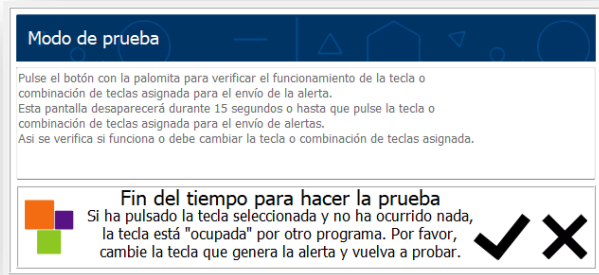 Modo de prueba
Pulse el botón con la palomita para verificar el funcionamiento de la tecla o
combinación de teclas asignada para el envío de la alerta.
Esta pantalla desaparecerá durante 15 segundos o hasta que pulse la tecla o
combinación de teclas asignada para el envío de alertas.
Asi se verifica si funciona o debe cambiar la tecla o combinación de teclas asignada.
Fin del tiempo para hacer la prueba
Si ha pulsado la tecla seleccionada y no ha ocurrido nada,
la tecla está "ocupada" por otro programa. Por favor,
cambie la tecla que genera la alerta y vuelva a probar.